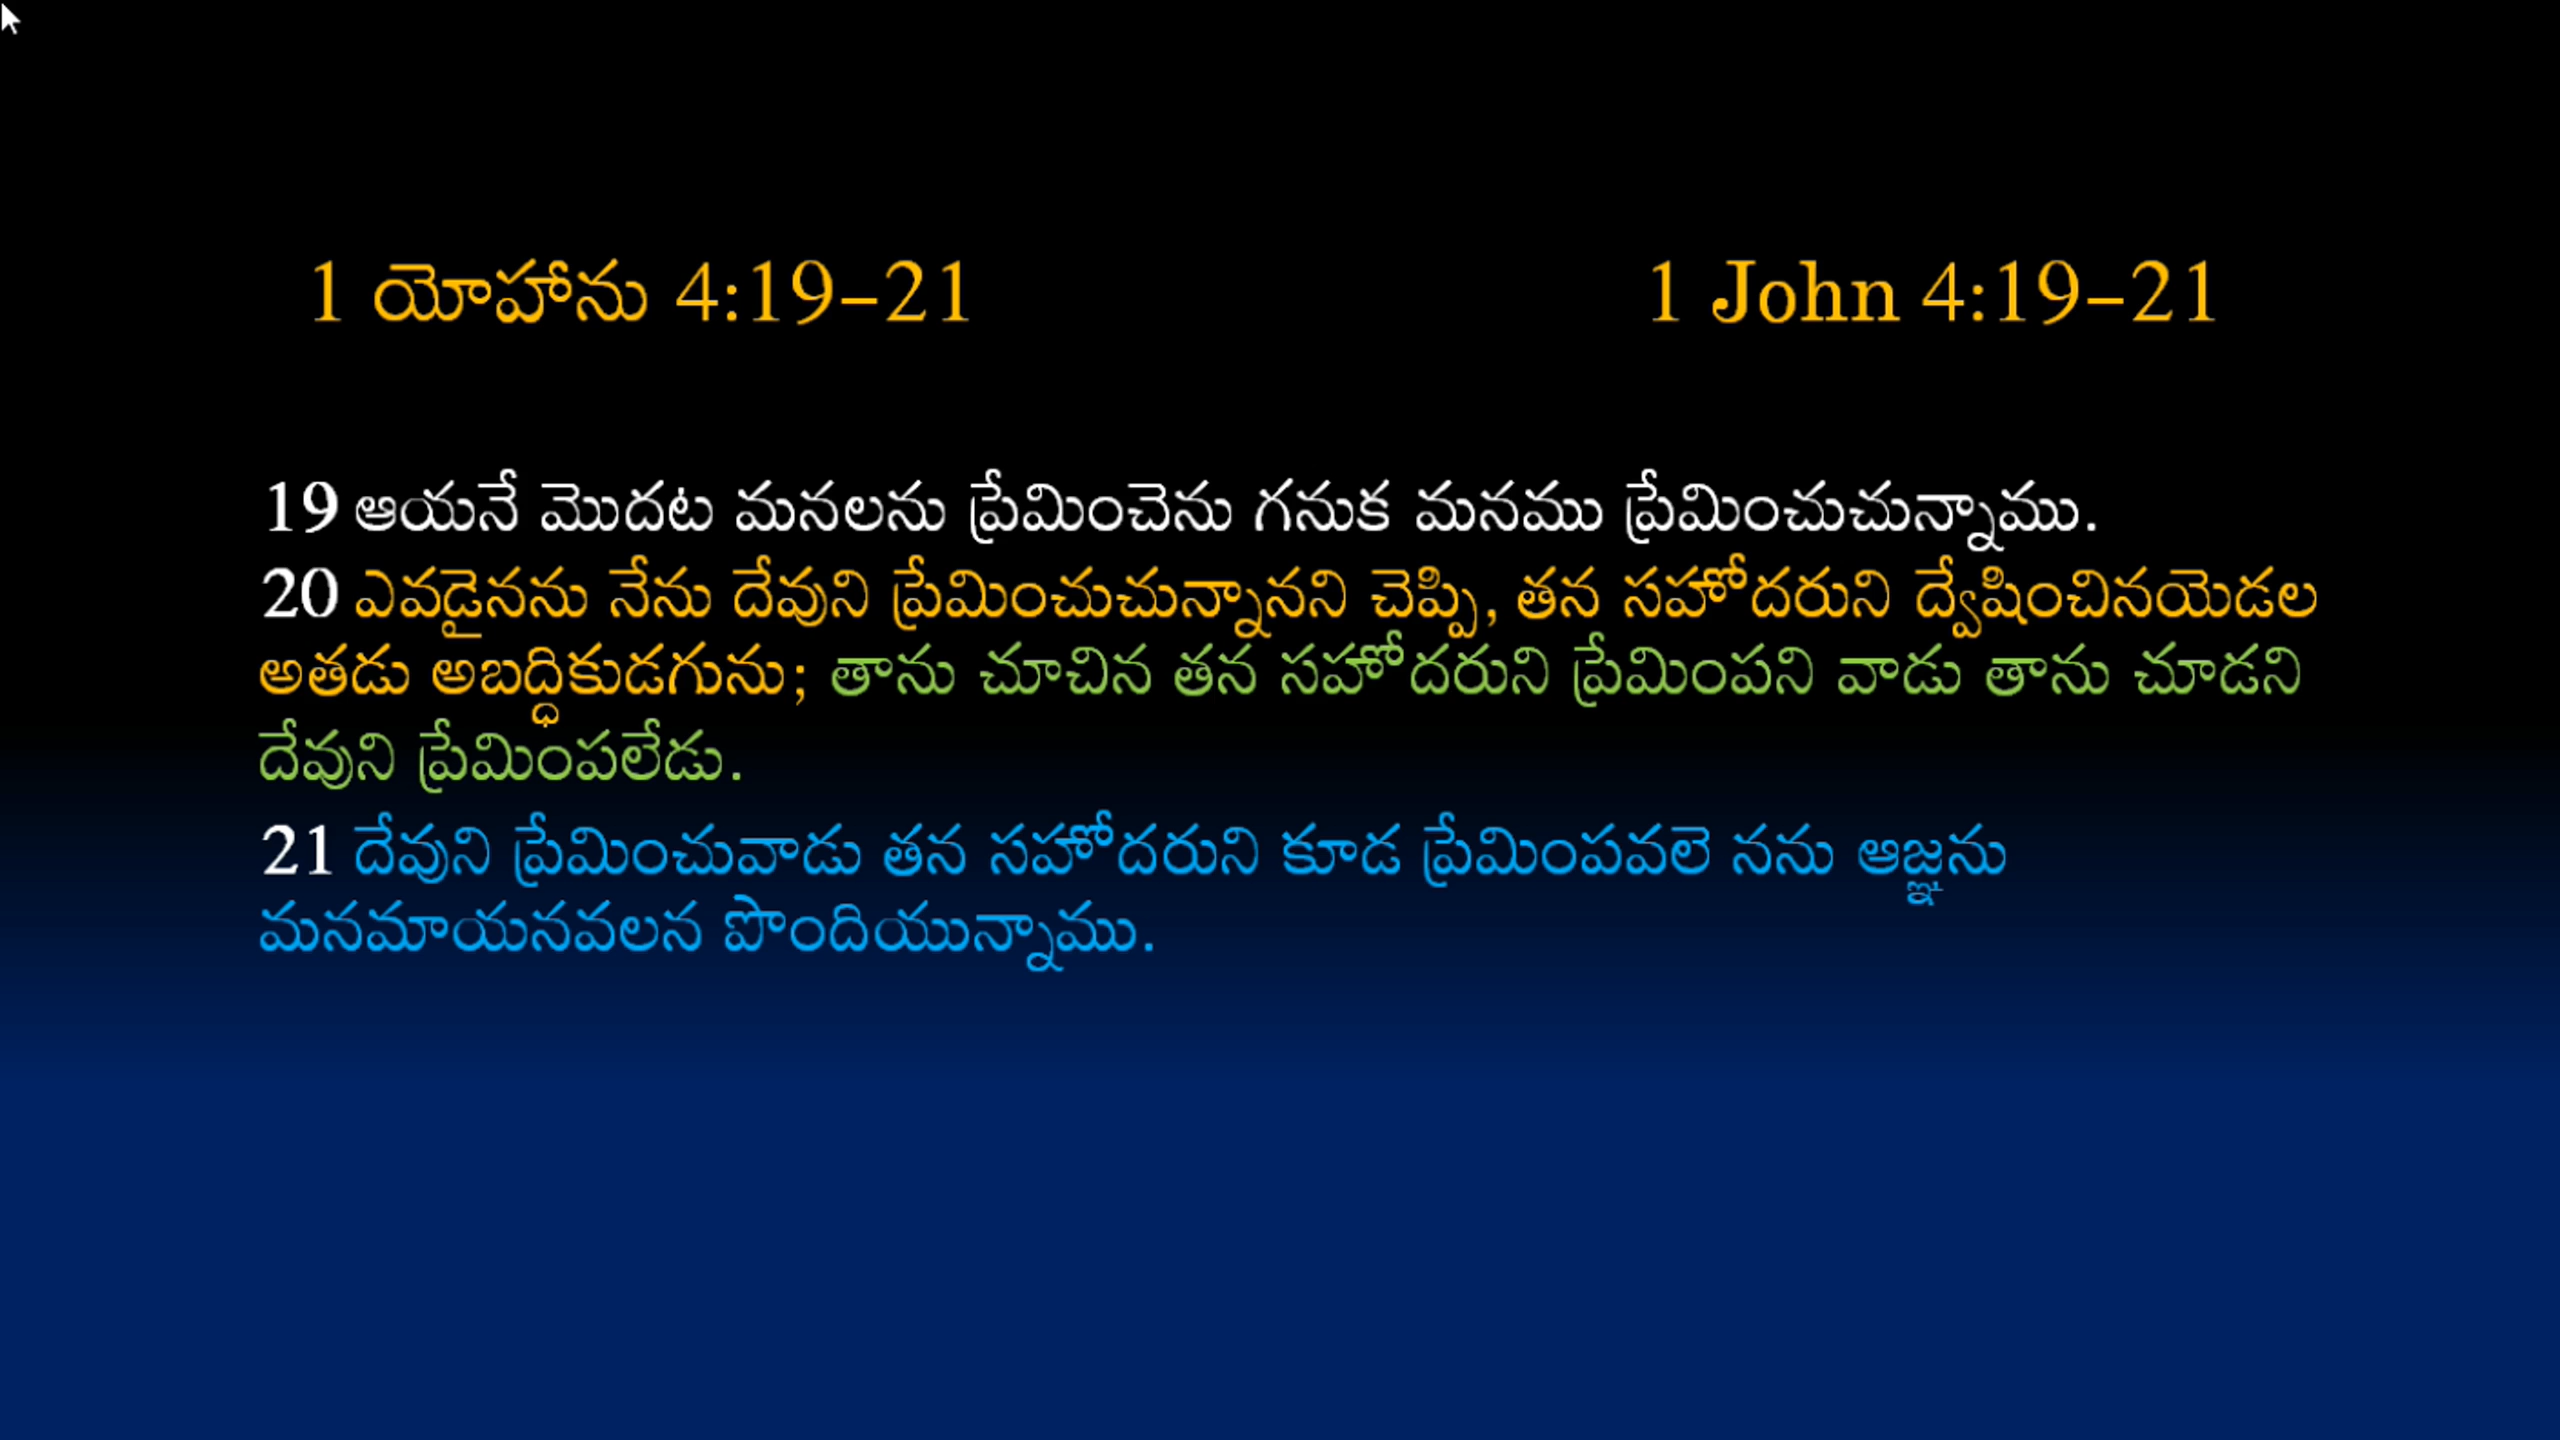 1 యోహాను 4:19-21 1 John 4:19-21
19 ఆయనే మొదట మనలను ప్రేమించెను గనుక మనము ప్రేమించుచున్నాము.
20 ఎవడైనను నేను దేవుని ప్రేమించుచున్నానని చెప్పి, తన సహోదరుని ద్వేషించినయెడల
అతడు అబద్ధికుడగును; తాను చూచిన తన సహోదరుని ప్రేమింపని వాడు తాను చూడని
దేవుని ప్రేమింపలేడు.
21 దేవుని ప్రేమించువాడు తన సహోదరుని కూడ ప్రేమింపవలె నను ఆజ్ఞను
మనమాయనవలన పొందియున్నాము.